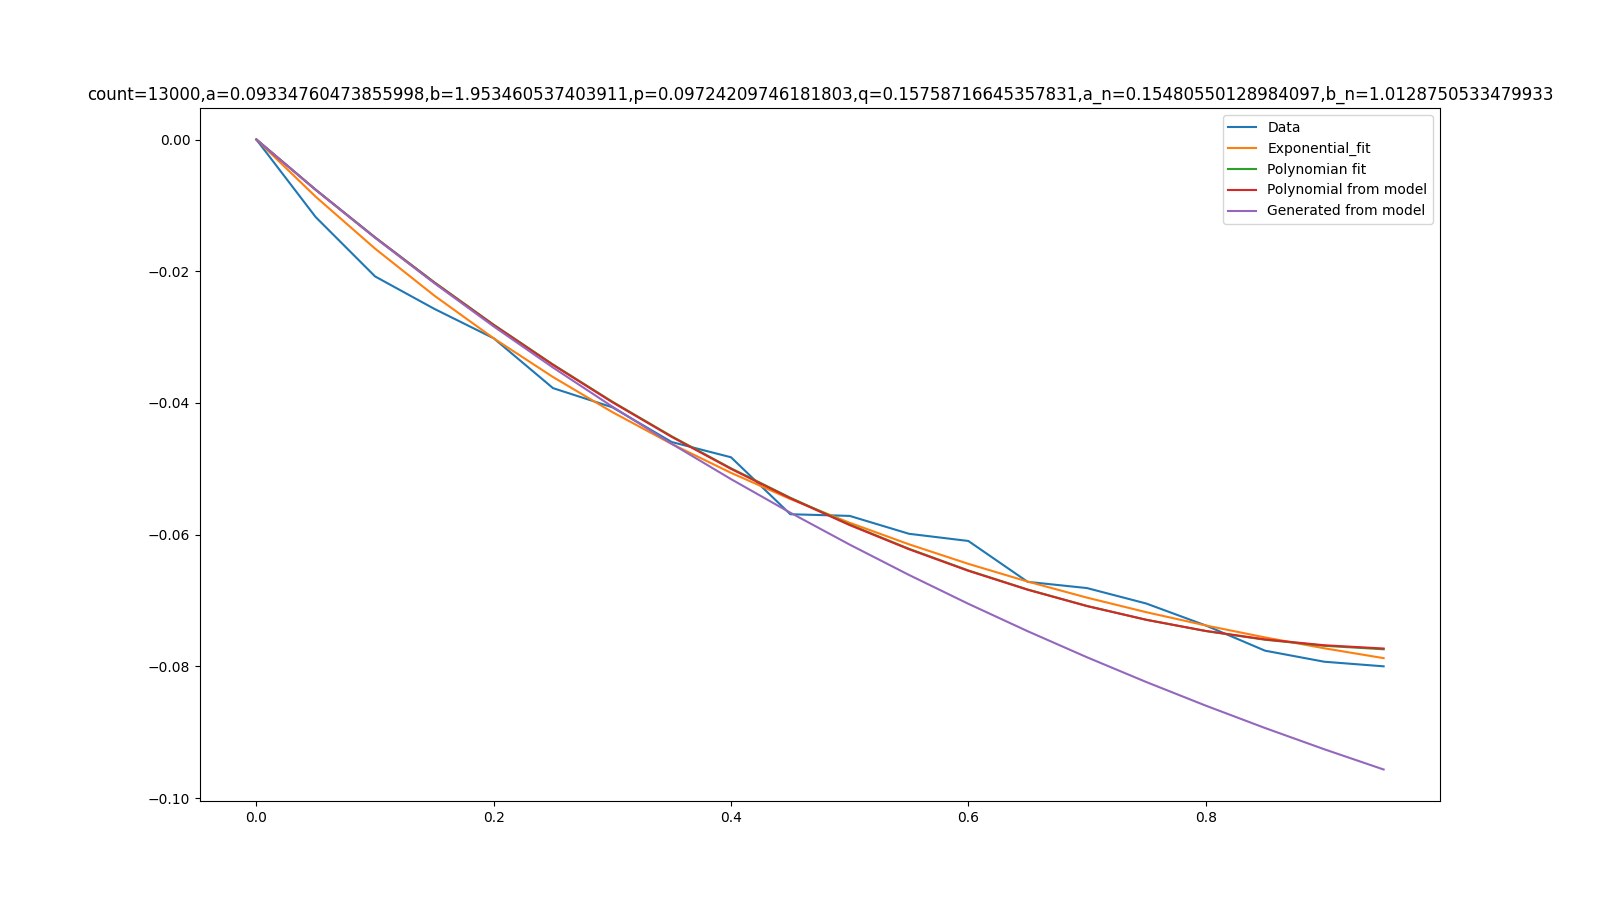 count=13000,a=0.09334760473855998,b=1.953460537403911,p=0.09724209746181803,q=0.15758716645357831,a_n=0.15480550128984097,b_n=1.0128750533479933
Data
Exponential_fit
Polynomian fit
Polynomial from model
Generated from model
0.00
−0.02
−0.04
−0.06
−0.08
−0.10
0.0 0.2 0.4 0.6 0.8